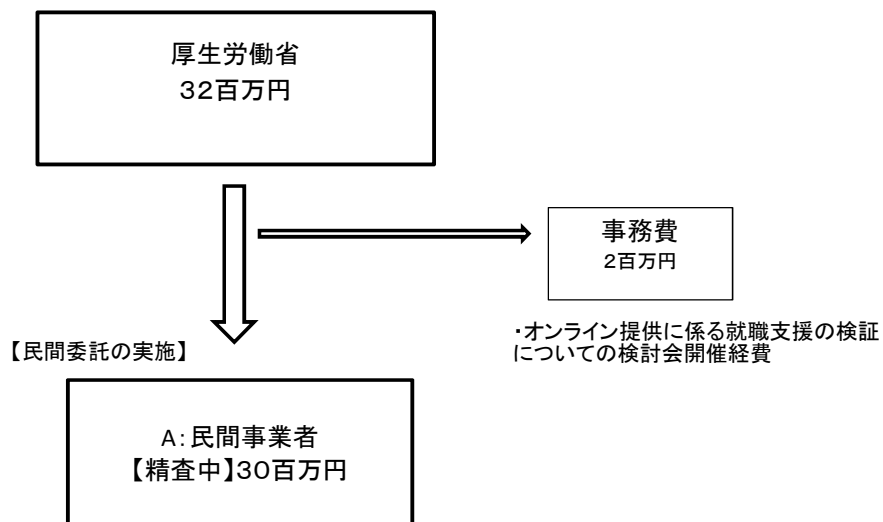 厚生労働省
32百万円
事務費
2百万円
・オンライン提供に係る就職支援の検証
についての検討会開催経費
【民間委託の実施】
A:民間事業者
【精査中】30百万円